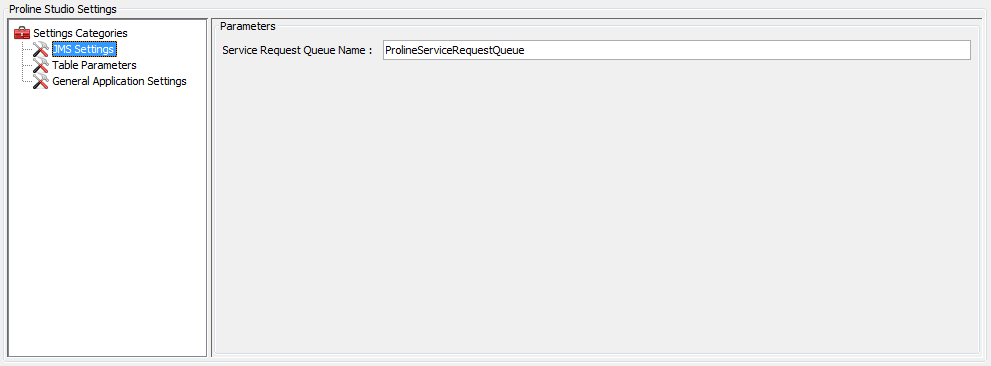 Proline Studio Settings
Settings Categories
JMS Settings
Table Parameters
General Application Settings
Parameters
Service Request Queue Name : ProlineServiceRequestQueue